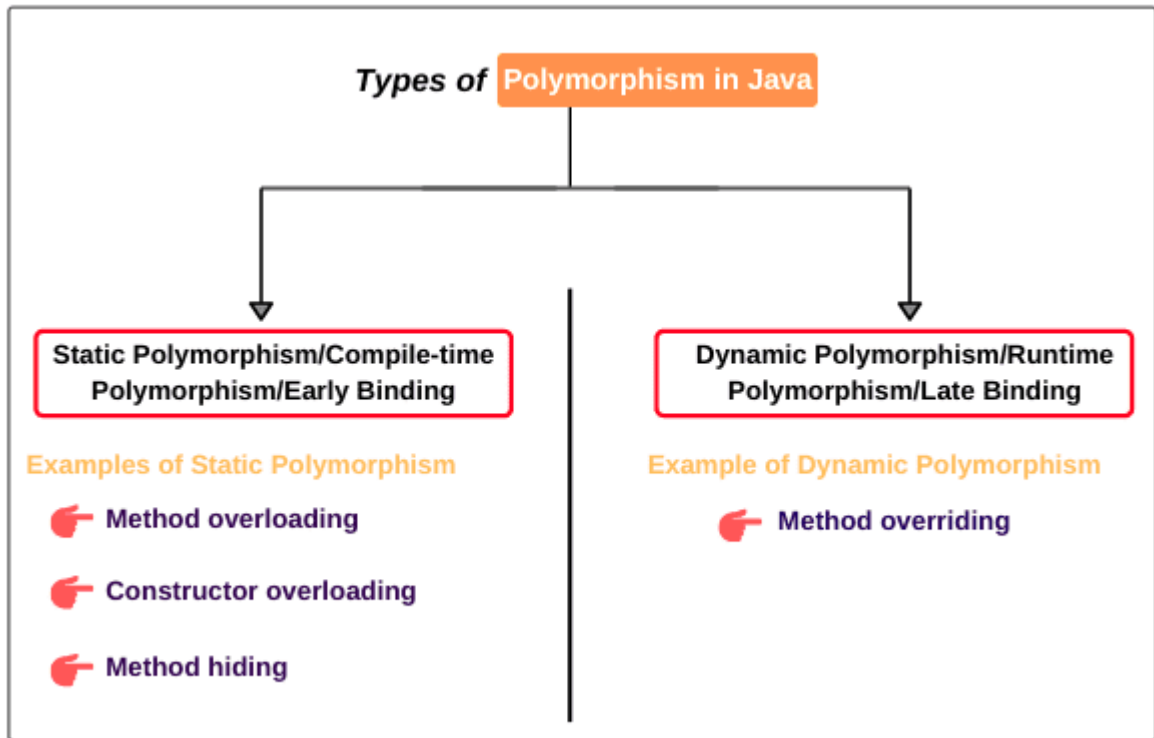 Types of Polymorphism in Java
Static Polymorphism/Compile-time
Polymorphism/Early Binding
Examples of Static Polymorphism
Method overloading
Constructor overloading
Method hiding
Dynamic Polymorphism/Runtime
Polymorphism/Late Binding
Example of Dynamic Polymorphism
Method overriding